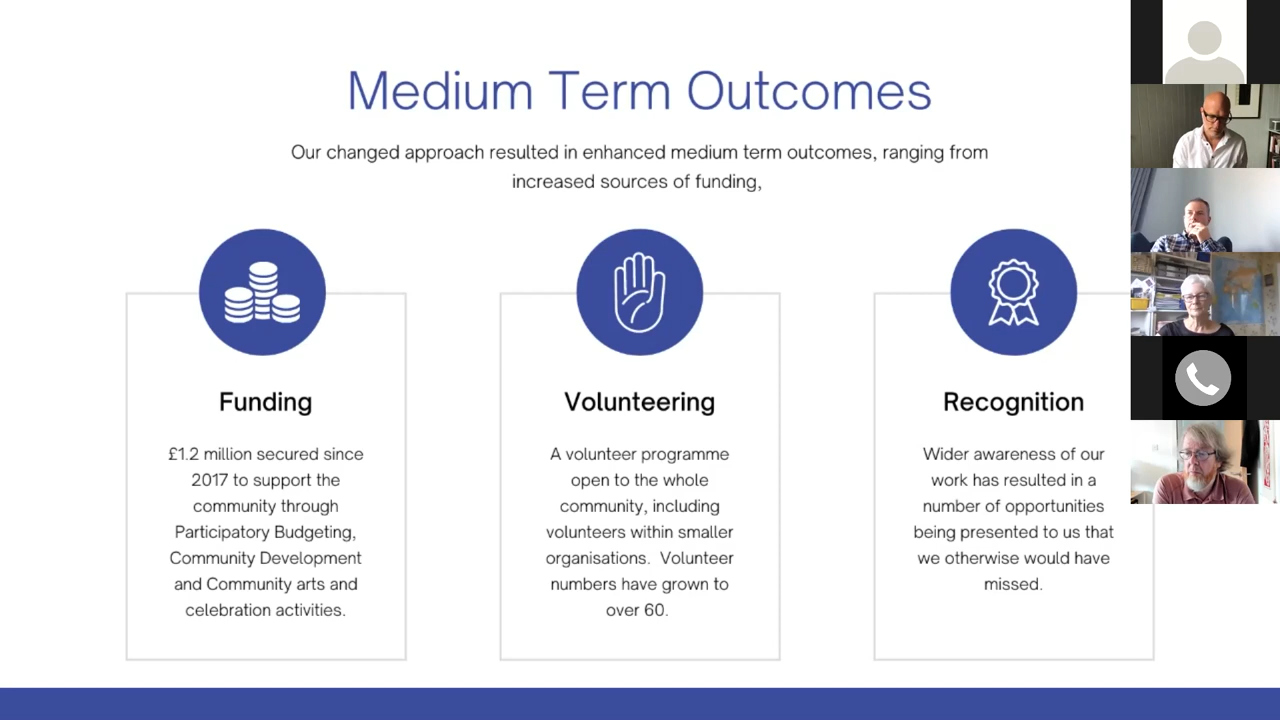 Medium Term Outcomes
Our changed approach resulted in enhanced medium term outcomes, ranging from
increased sources of funding,
Funding
£1.2 million secured since
2017 to support the
community through
Participatory Budgeting,
Community Development
and Community arts and
celebration activities.
Volunteering
A volunteer programme
open to the whole
community, including
volunteers within smaller
organisations.  Volunteer
numbers have grown to
over 60.
Recognition
Wider awareness of our
work has resulted in a
number of opportunities
being presented to us that
we otherwise would have
missed.